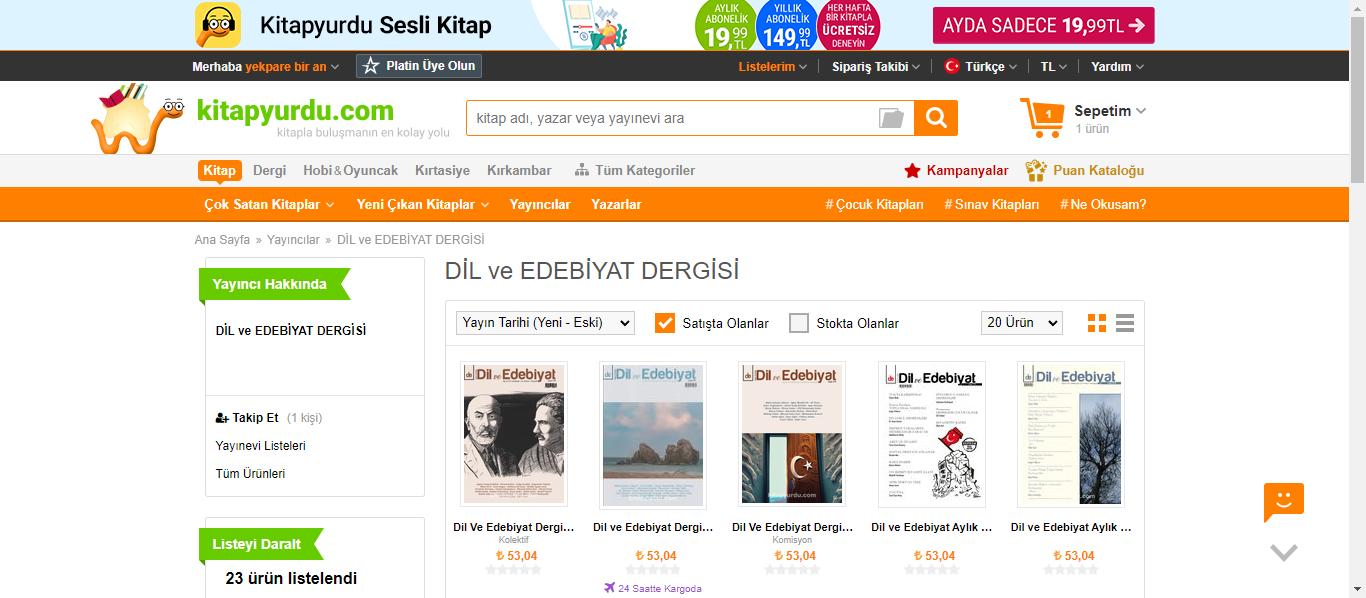 Kitapyurdu Sesli Kitap
AYLIK ABONELİK 19,99 TL
YILLIK ABONELİK 149,99 TL
HER HAFTA BİR KİTAPLA ÜCRETSİZ DENEYİN
AYDA SADECE 19,99TL
Merhaba yekpare bir an
Platin Üye Olun
Listelerim
Sipariş Takibi
Türkçe
TL
Yardım
kitapyurdu.com
kitapla buluşmanın en kolay yolu
kitap adı, yazar veya yayınevi ara
1
Sepetim
1 ürün
Kitap
Dergi
Hobi&Oyuncak
Kırtasiye
Kırkambar
Tüm Kategoriler
Kampanyalar
Puan Kataloğu
Çok Satan Kitaplar
Yeni Çıkan Kitaplar
Yayıncılar
Yazarlar
#Çocuk Kitapları
#Sınav Kitapları
#Ne Okusam?
Ana Sayfa » Yayıncılar » DİL ve EDEBİYAT DERGİSİ
Yayıncı Hakkında
DİL ve EDEBİYAT DERGİSİ
Takip Et (1 kişi)
Yayınevi Listeleri
Tüm Ürünleri
Listeyi Daralt
23 ürün listelendi
DİL ve EDEBİYAT DERGİSİ
Yayın Tarihi (Yeni - Eski)
Satışta Olanlar
Stokta Olanlar
20 Ürün
de Dil ve Edebiyat
de Dil ve Edebiyat
de Dil ve Edebiyat
de Dil ve Edebiyat
de Dil ve Edebiyat
kitapyurdu.com
Dil Ve Edebiyat Dergi...
Kolektif
₺ 53,04
Dil ve Edebiyat Dergi...
₺ 53,04
24 Saatte Kargoda
Dil Ve Edebiyat Dergi...
Komisyon
₺ 53,04
Dil ve Edebiyat Aylık ...
₺ 53,04
Dil ve Edebiyat Aylık ...
₺ 53,04